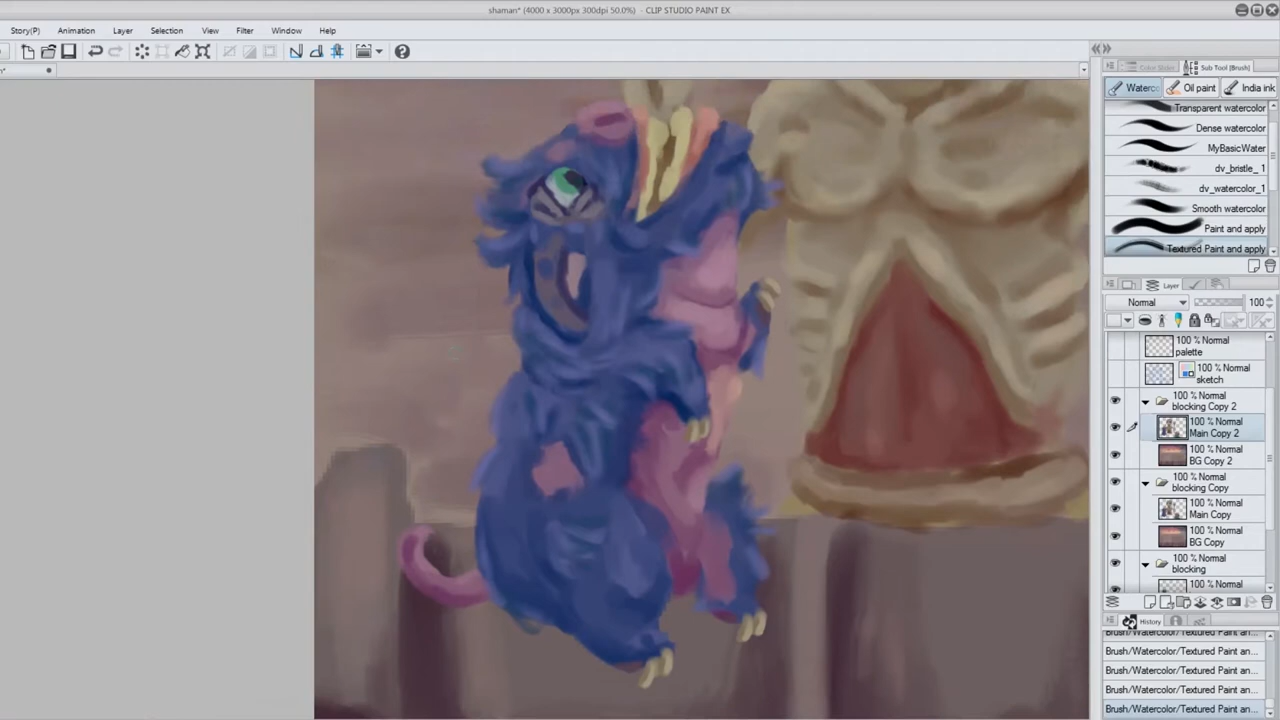 shaman* (4000 x 3000px 300dpi 50.0%) - CLIP STUDIO PAINT EX
Story(P) Animation Layer Selection View Filter Window Help
Sub Tool [Brush]
Waterc Oil paint India ink
Transparent watercolor
Dense watercolor
MyBasicWater
dv_bristle_ 1
dv_watercolor_1
Smooth watercolor
Paint and apply
Textured Paint and apply
Layer
Normal 100
100 % Normal
palette
100 % Normal
sketch
100 % Normal
blocking Copy 2
100 % Normal
Main Copy 2
100 % Normal
BG Copy 2
100 % Normal
blocking Copy
100 % Normal
Main Copy
100 % Normal
BG Copy
100 % Normal
blocking
100 % Normal
History
Brush/Watercolor/Textured Paint an...
Brush/Watercolor/Textured Paint an...
Brush/Watercolor/Textured Paint an...
Brush/Watercolor/Textured Paint an...
Brush/Watercolor/Textured Paint an...